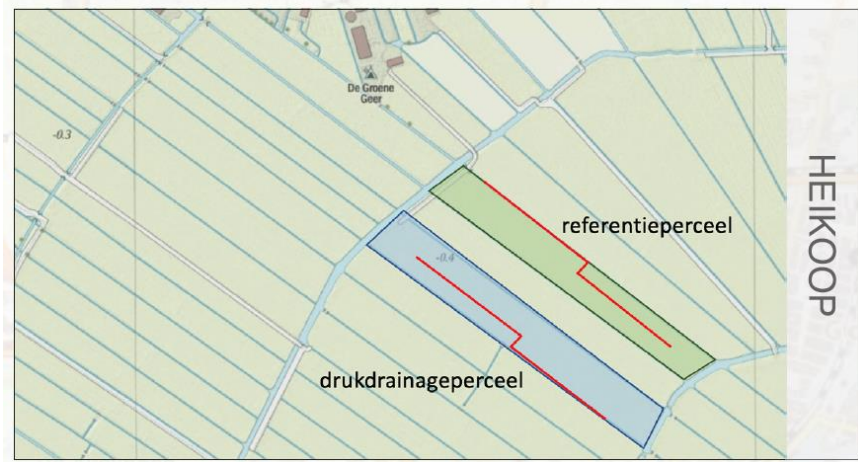 De Groene
Geer
-0.3
referentieperceel
-0.4
drukdrainageperceel
HEIKOOP